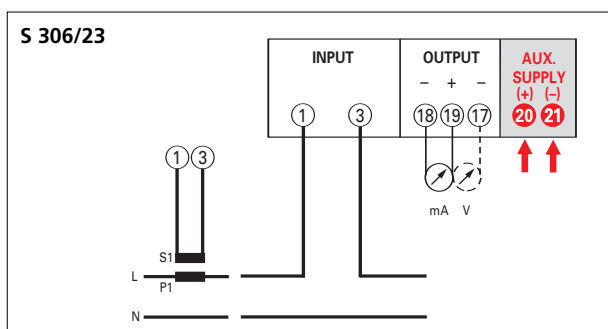 S 306/23
INPUT
OUTPUT
AUX.
SUPPLY
– + –
(+) (–)
1 3
18 19 17
20 21
1 3
mA V
S1
L
P1
N